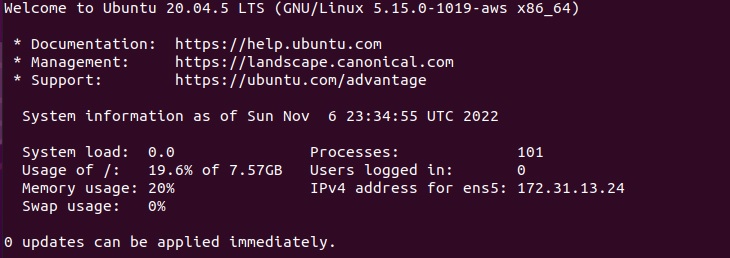 Welcome to Ubuntu 20.04.5 LTS (GNU/Linux 5.15.0-1019-aws x86_64)
* Documentation:  https://help.ubuntu.com
* Management:     https://landscape.canonical.com
* Support:        https://ubuntu.com/advantage
System information as of Sun Nov  6 23:34:55 UTC 2022
System load:  0.0               Processes:             101
Usage of /:   19.6% of 7.57GB   Users logged in:       0
Memory usage: 20%               IPv4 address for ens5: 172.31.13.24
Swap usage:   0%
0 updates can be applied immediately.